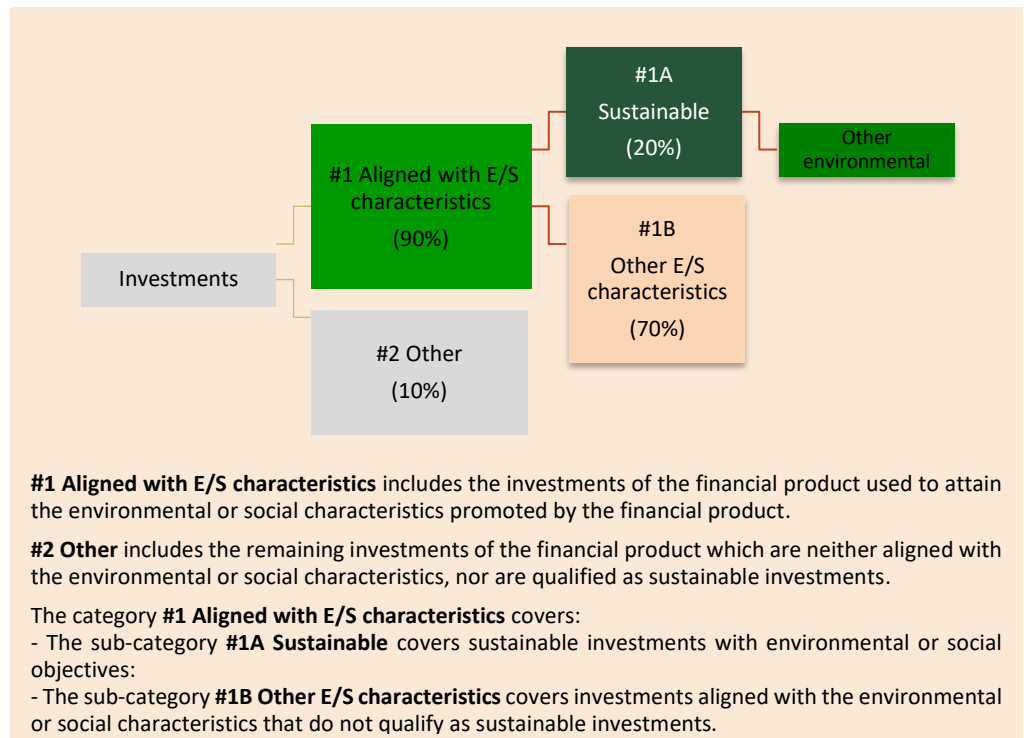 #1A
Sustainable
(20%)
Other
environmental
#1 Aligned with E/S
characteristics
(90%)
#1B
Other E/S
characteristics
(70%)
Investments
#2 Other
(10%)
#1 Aligned with E/S characteristics includes the investments of the financial product used to attain
the environmental or social characteristics promoted by the financial product.
#2 Other includes the remaining investments of the financial product which are neither aligned with
the environmental or social characteristics, nor are qualified as sustainable investments.
The category #1 Aligned with E/S characteristics covers:
- The sub-category #1A Sustainable covers sustainable investments with environmental or social
objectives:
- The sub-category #1B Other E/S characteristics covers investments aligned with the environmental
or social characteristics that do not qualify as sustainable investments.